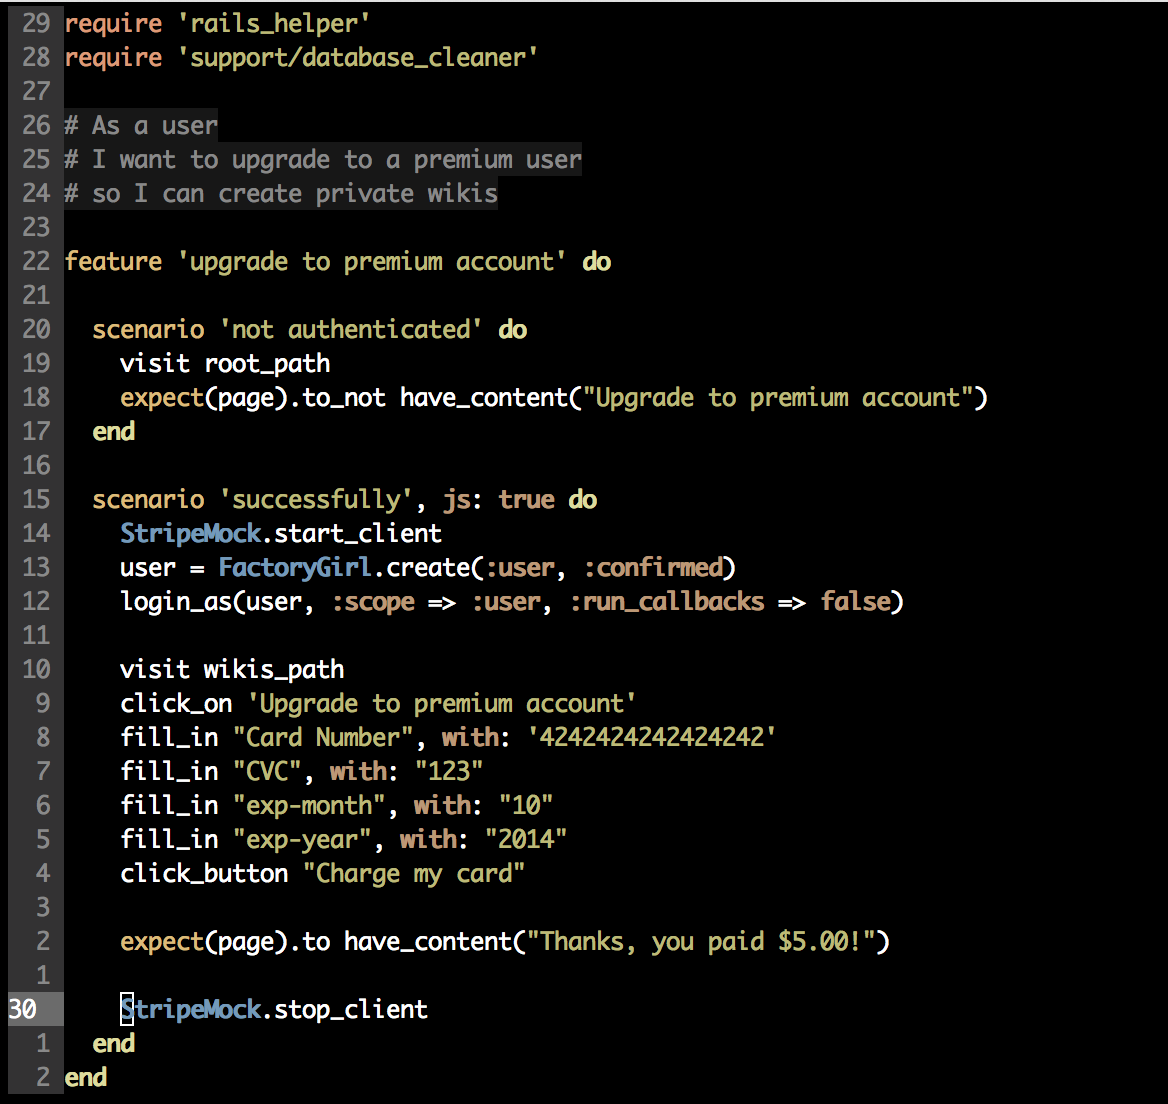 29 require 'rails_helper'
28 require 'support/database_cleaner'
27
26 # As a user
25 # I want to upgrade to a premium user
24 # so I can create private wikis
23
22 feature 'upgrade to premium account' do
21
20   scenario 'not authenticated' do
19     visit root_path
18     expect(page).to_not have_content("Upgrade to premium account")
17   end
16
15   scenario 'successfully', js: true do
14     StripeMock.start_client
13     user = FactoryGirl.create(:user, :confirmed)
12     login_as(user, :scope => :user, :run_callbacks => false)
11
10     visit wikis_path
9     click_on 'Upgrade to premium account'
8     fill_in "Card Number", with: '4242424242424242'
7     fill_in "CVC", with: "123"
6     fill_in "exp-month", with: "10"
5     fill_in "exp-year", with: "2014"
4     click_button "Charge my card"
3
2     expect(page).to have_content("Thanks, you paid $5.00!")
1
30     StripeMock.stop_client
1   end
2 end